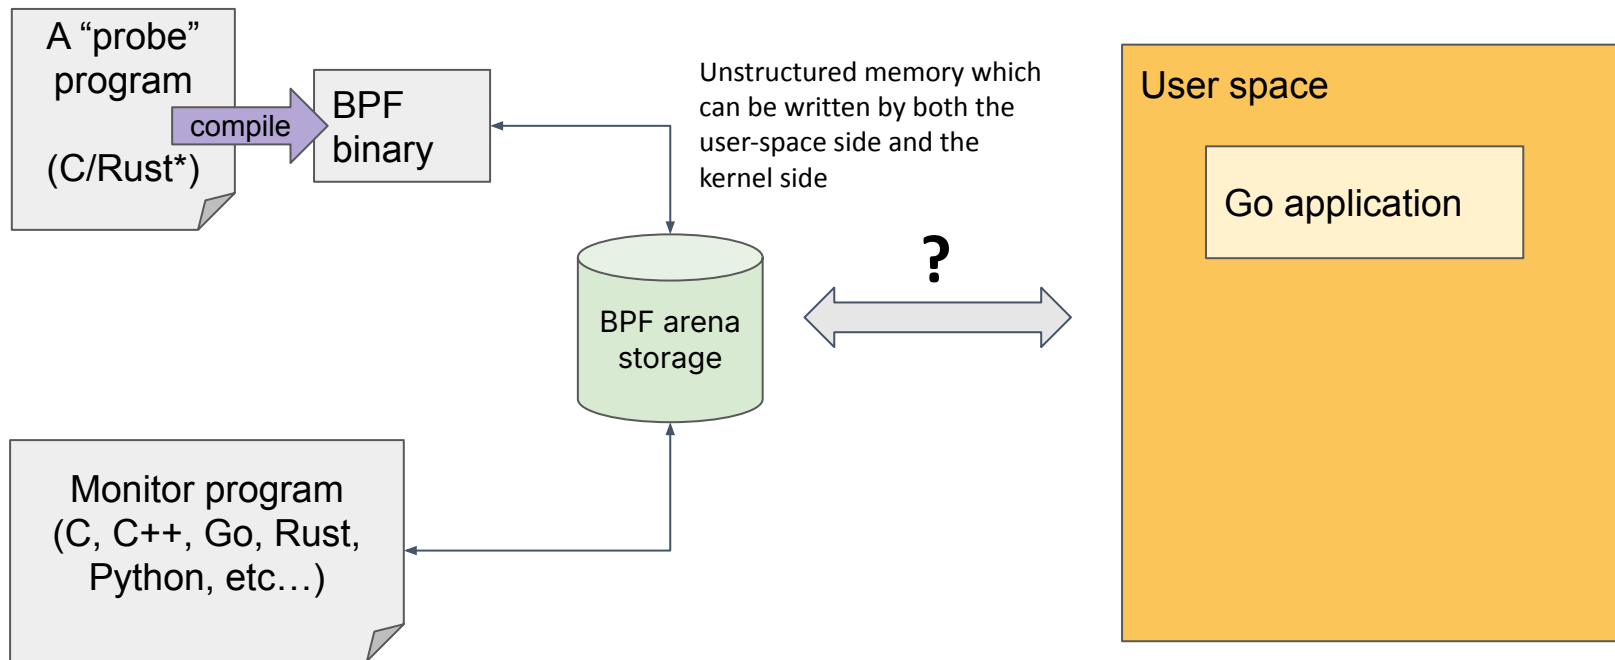 A “probe”
program
(C/Rust*)
compile
BPF
binary
Unstructured memory which
can be written by both the
user-space side and the
kernel side
?
BPF arena
storage
User space
Go application
Monitor program
(C, C++, Go, Rust,
Python, etc…)